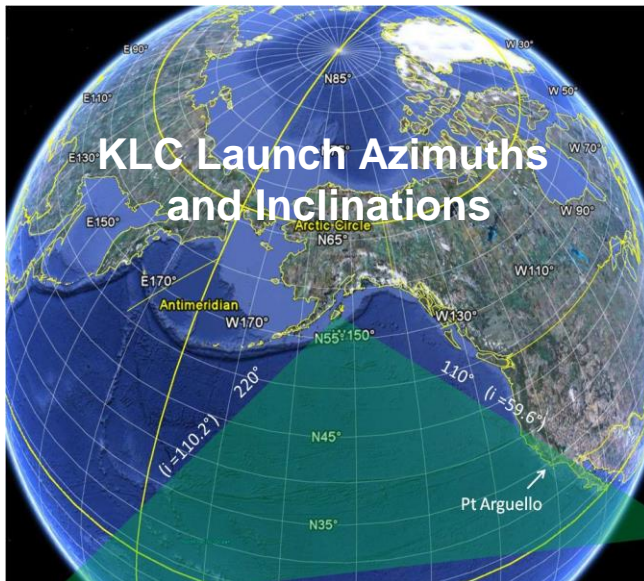 E 90°
W 30°
N85°
E110°
W 50°
E130°
KLC Launch Azimuths
W 70°
and Inclinations
E150°
Arctic Circle
N65°
W 90°
E170°
W110°
Antimeridian
W170°
W130°
N55°
W150°
220°
110°
(i =59.6°)
(i =110.2°)
N45°
Pt Arguello
N35°